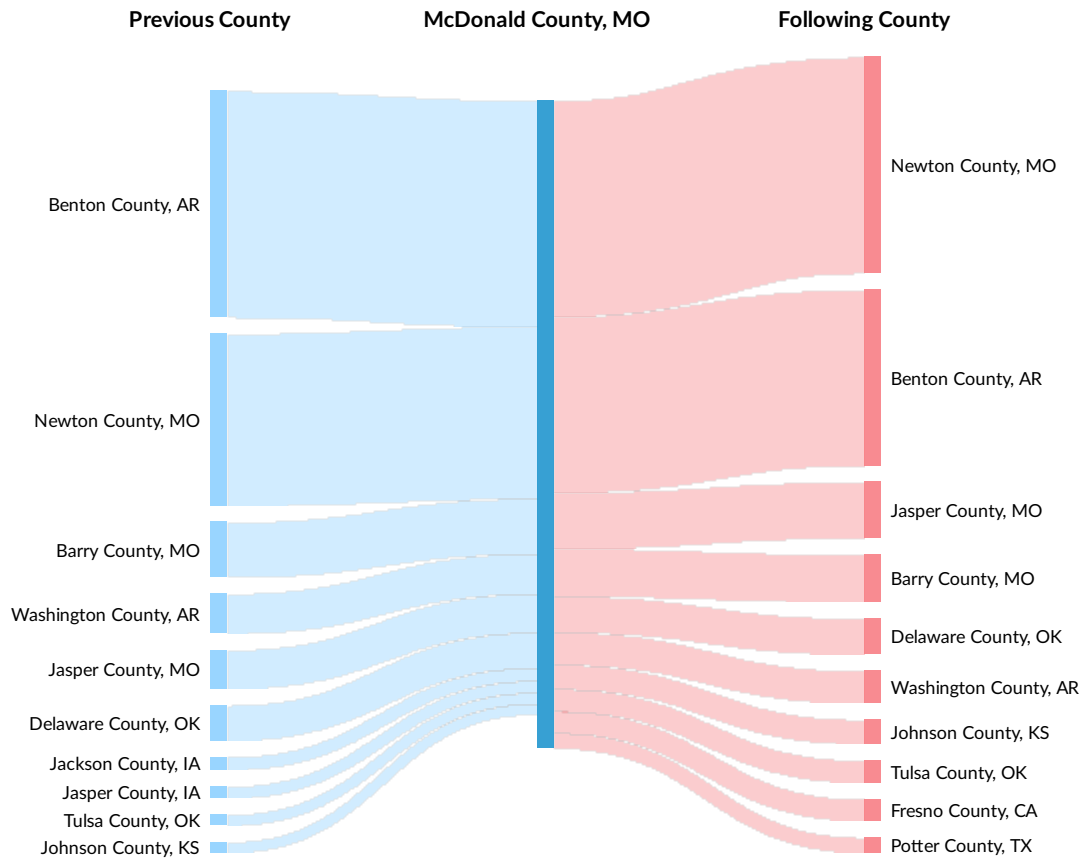 Previous County
McDonald County, MO
Following County
Benton County, AR
Newton County, MO
Barry County, MO
Washington County, AR
Jasper County, MO
Delaware County, OK
Jackson County, IA
Jasper County, IA
Tulsa County, OK
Johnson County, KS
Newton County, MO
Benton County, AR
Jasper County, MO
Barry County, MO
Delaware County, OK
Washington County, AR
Johnson County, KS
Tulsa County, OK
Fresno County, CA
Potter County, TX